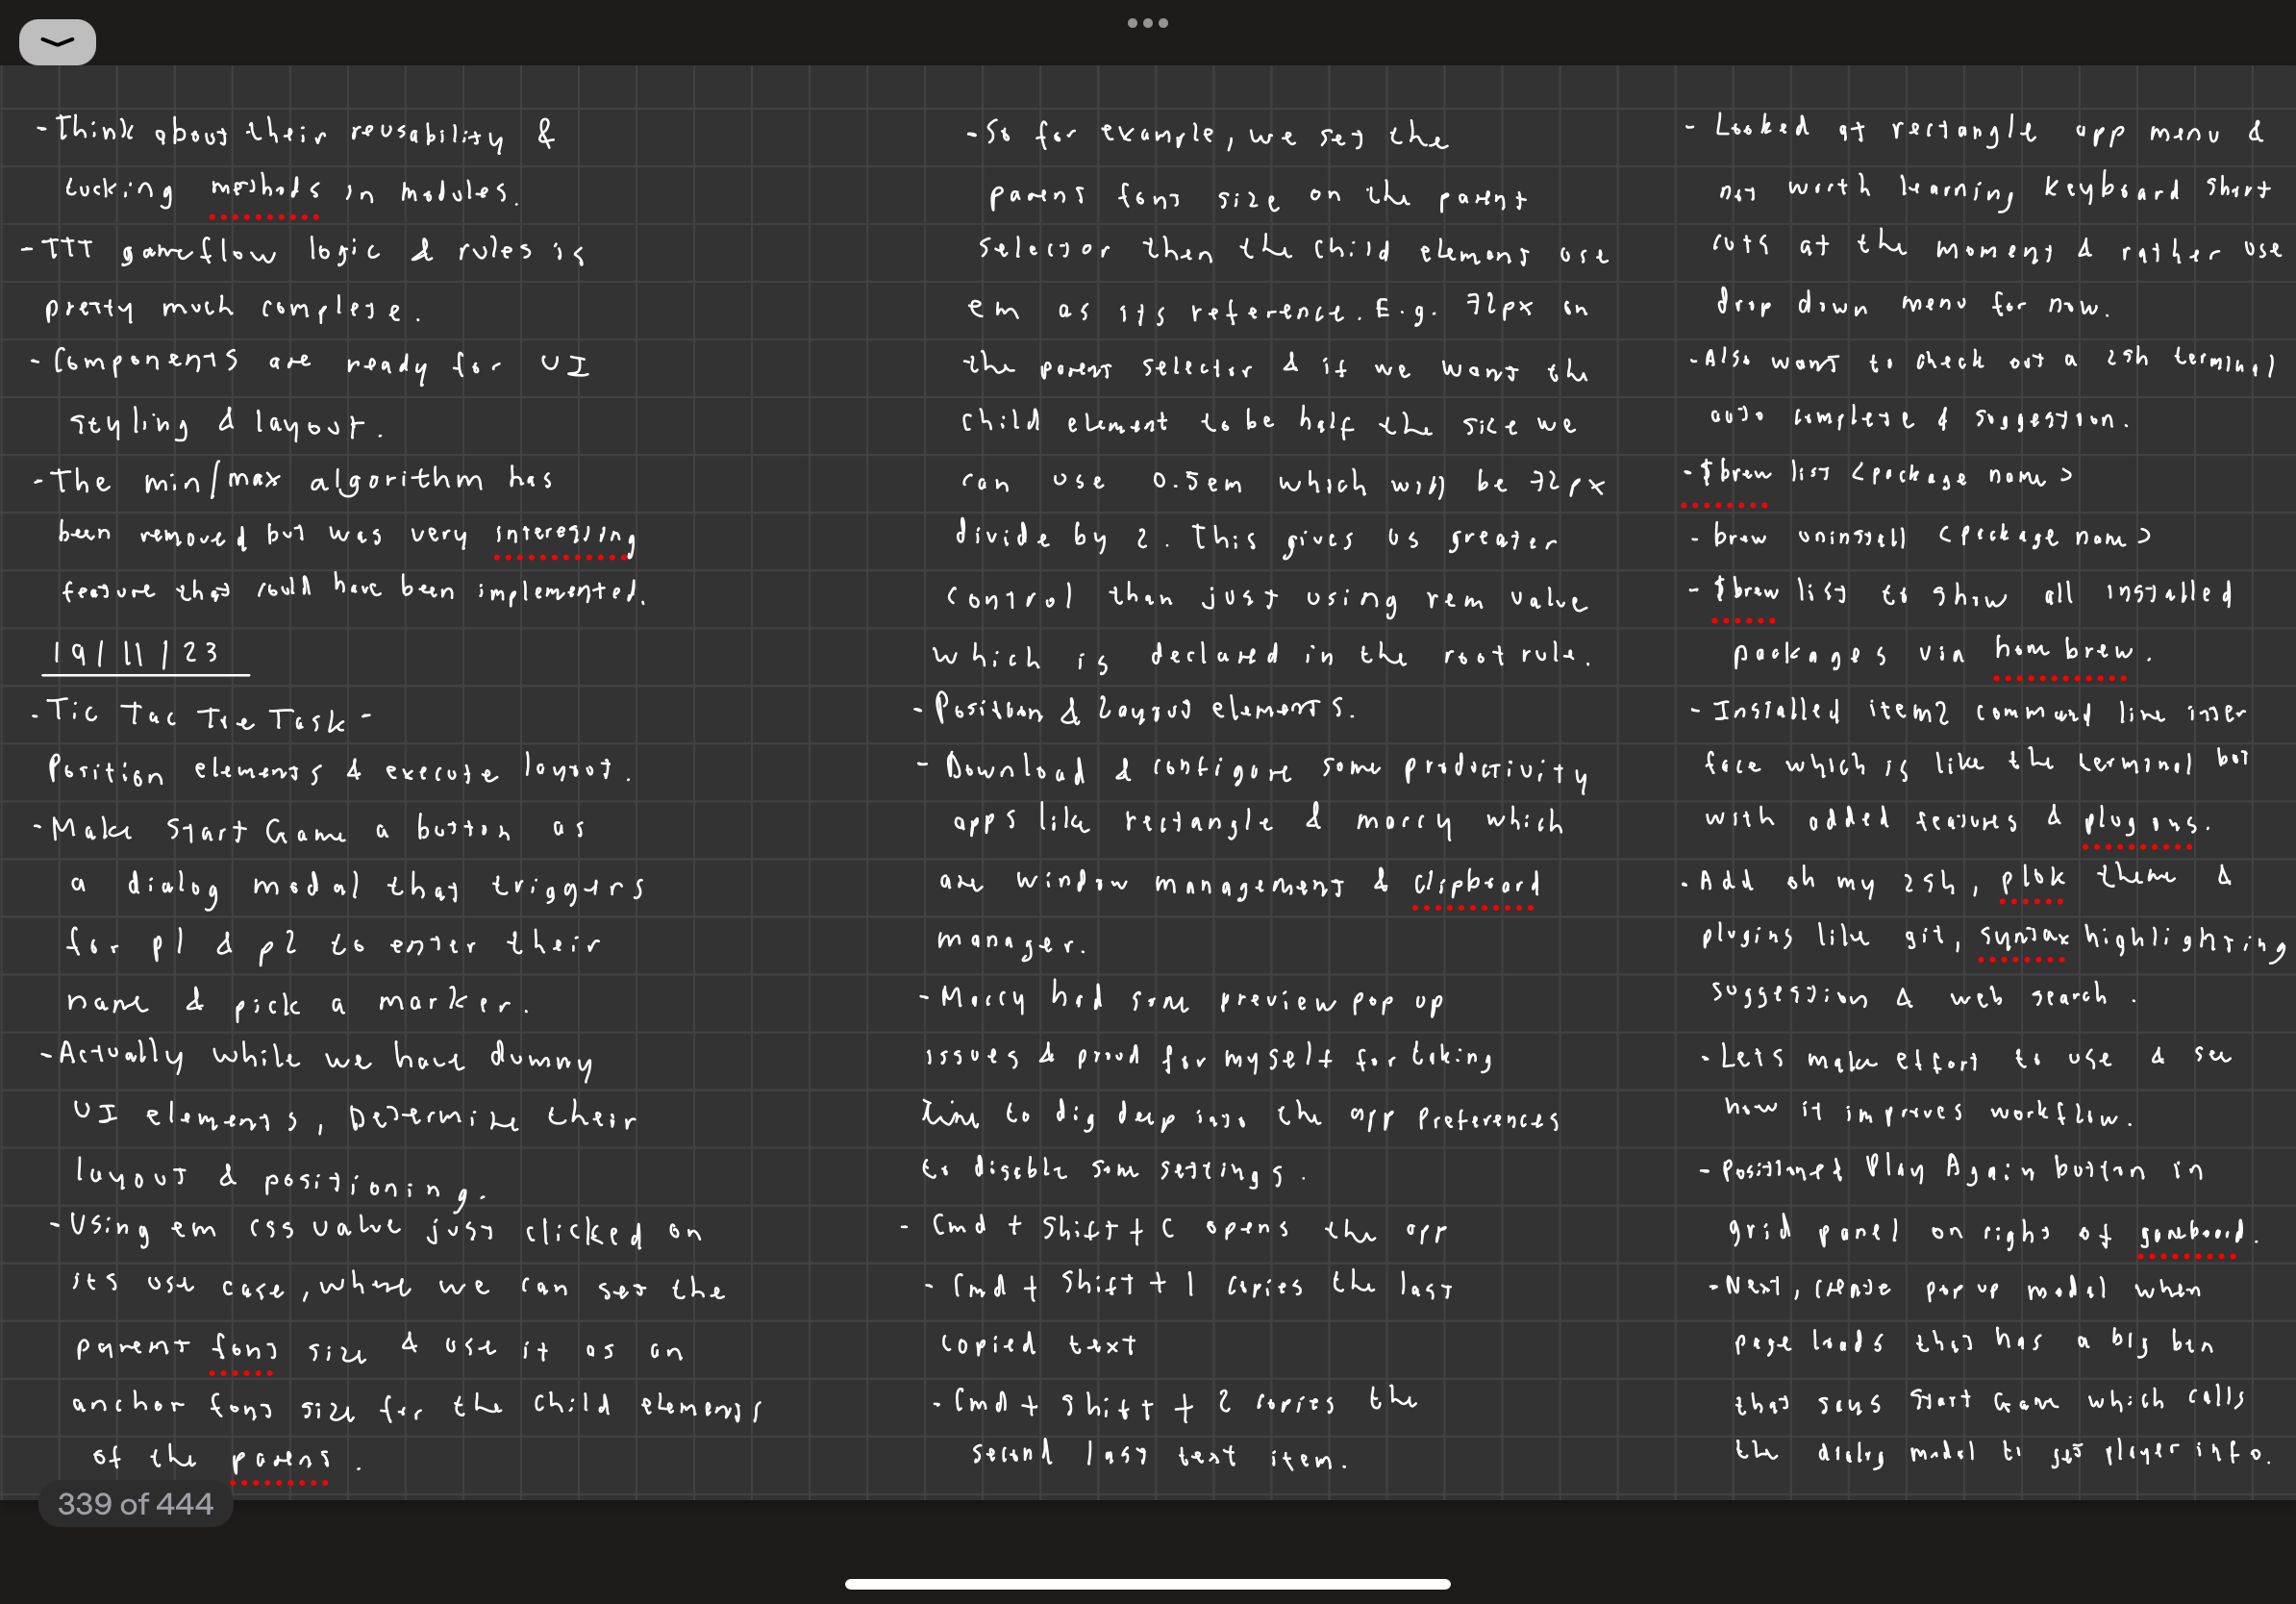 - Think about their reusability &
tucking methods in modules.
- TTT gameflow logic & rules is
pretty much complete.
- Components are ready for UI
styling & layout.
- The min/max algorithm has
been removed but was very interesting
feature that could have been implemented.
19/11/23
- Tic Tac Toe Task -
Position elements & execute layout.
- Make Start Game a button as
a dialog modal that triggers
for p1 & p2 to enter their
name & pick a marker.
- Actually while we have dummy
UI elements, Determine their
layout & positioning.
- Using em css value just clicked on
its use case, where we can set the
parent font size & use it as an
anchor font size for the child elements
of the parent.
- So for example, we set the
parent font size on the parent
selector then the child element use
em as its reference. E.g. 72px on
the parent selector & if we want the
child element to be half the size we
can use 0.5em which will be 72px
divide by 2. This gives us greater
control than just using rem value
which is declared in the root rule.
- Position & Layout elements.
- Download & configure some productivity
apps like rectangle & maccy which
are window management & clipboard
manager.
- Maccy had some preview pop up
issues & proud for myself for taking
time to dig deep into the app preferences
to disable some settings.
- Cmd + Shift + C opens the app
- Cmd + Shift + 1 copies the last
copied text
- Cmd + Shift + 2 copies the
second last text item.
- Looked at rectangle app menu &
not worth learning keyboard short
cuts at the moment & rather use
drop down menu for now.
- Also want to check out a zsh terminal
auto complete & suggestion.
- $brew list <package name>
- brew uninstall <package name>
- $brew list to show all installed
packages via home brew.
- Installed item2 command line inter
face which is like the terminal but
with added features & plug ins.
- Add oh my zsh, p10k theme &
plugins like git, syntax highlighting
suggestion & web search.
- Lets make effort to use & see
how it improves workflow.
- Positioned Play Again button in
grid panel on right of gameboard.
- Next, create pop up modal when
page loads that has a big btn
that says Start Game which calls
the dialog modal to get player info.
339 of 444